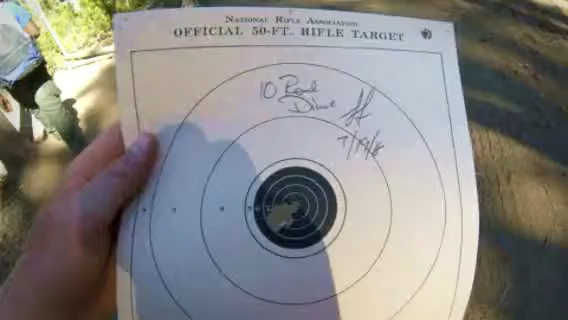 NATIONAL RIFLE ASSOCIATION
OFFICIAL 50-FT. RIFLE TARGET
10 Round
Dime